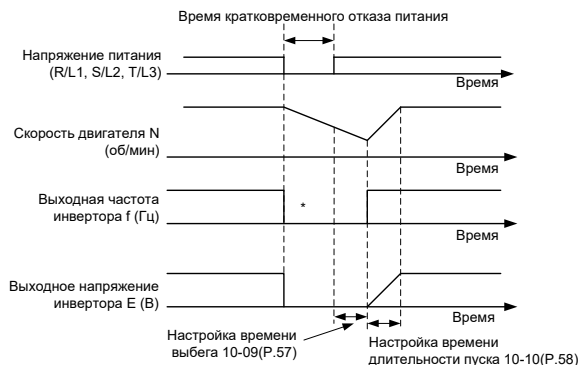 Время кратковременного отказа питания
Напряжение питания
(R/L1, S/L2, T/L3)
Время
Скорость двигателя N
(об/мин)
Время
Выходная частота
инвертора f (Гц)
*
Время
Выходное напряжение
инвертора E (В)
Время
Настройка времени
выбега 10-09(P.57)
Настройка времени
длительности пуска 10-10(P.58)